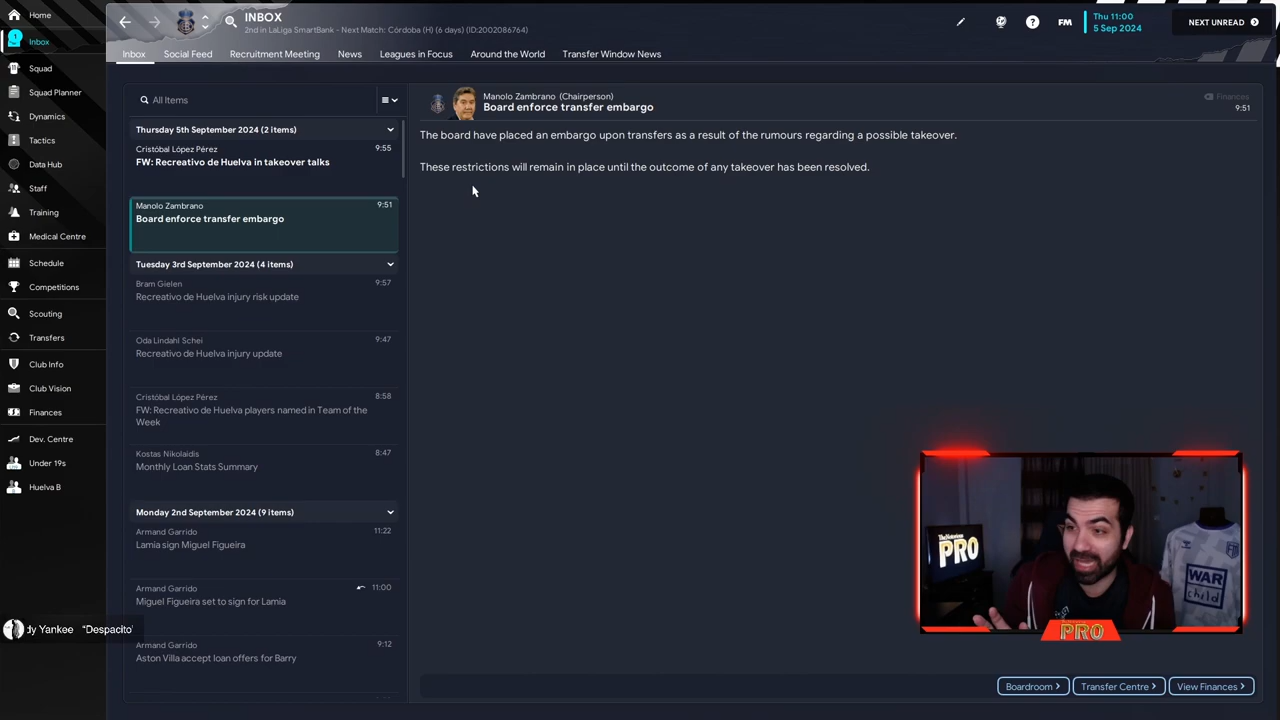 Home
1
Inbox
Squad
Squad Planner
Dynamics
Tactics
Data Hub
Staff
Training
Medical Centre
Schedule
Competitions
Scouting
Transfers
Club Info
Club Vision
Finances
Dev. Centre
Under 19s
Huelva B
dy Yankee "Despacito"
INBOX
2nd in LaLiga SmartBank - Next Match: Córdoba (H) (6 days) (ID:2002086764)
FM
Thu 11:00
5 Sep 2024
NEXT UNREAD
Inbox
Social Feed
Recruitment Meeting
News
Leagues in Focus
Around the World
Transfer Window News
All Items
Thursday 5th September 2024 (2 items)
Cristóbal López Pérez 9:55
FW: Recreativo de Huelva in takeover talks
Manolo Zambrano 9:51
Board enforce transfer embargo
Tuesday 3rd September 2024 (4 items)
Bram Gielen 9:57
Recreativo de Huelva injury risk update
Oda Lindahl Schei 9:47
Recreativo de Huelva injury update
Cristóbal López Pérez 8:58
FW: Recreativo de Huelva players named in Team of the
Week
Kostas Nikolaidis 8:47
Monthly Loan Stats Summary
Monday 2nd September 2024 (9 items)
Armand Garrido 11:22
Lamia sign Miguel Figueira
Armand Garrido 11:00
Miguel Figueira set to sign for Lamia
Armand Garrido 9:12
Aston Villa accept loan offers for Barry
Manolo Zambrano (Chairperson)
Board enforce transfer embargo
Finances
9:51
The board have placed an embargo upon transfers as a result of the rumours regarding a possible takeover.
These restrictions will remain in place until the outcome of any takeover has been resolved.
PRO
WAR
child
PRO
Boardroom
Transfer Centre
View Finances